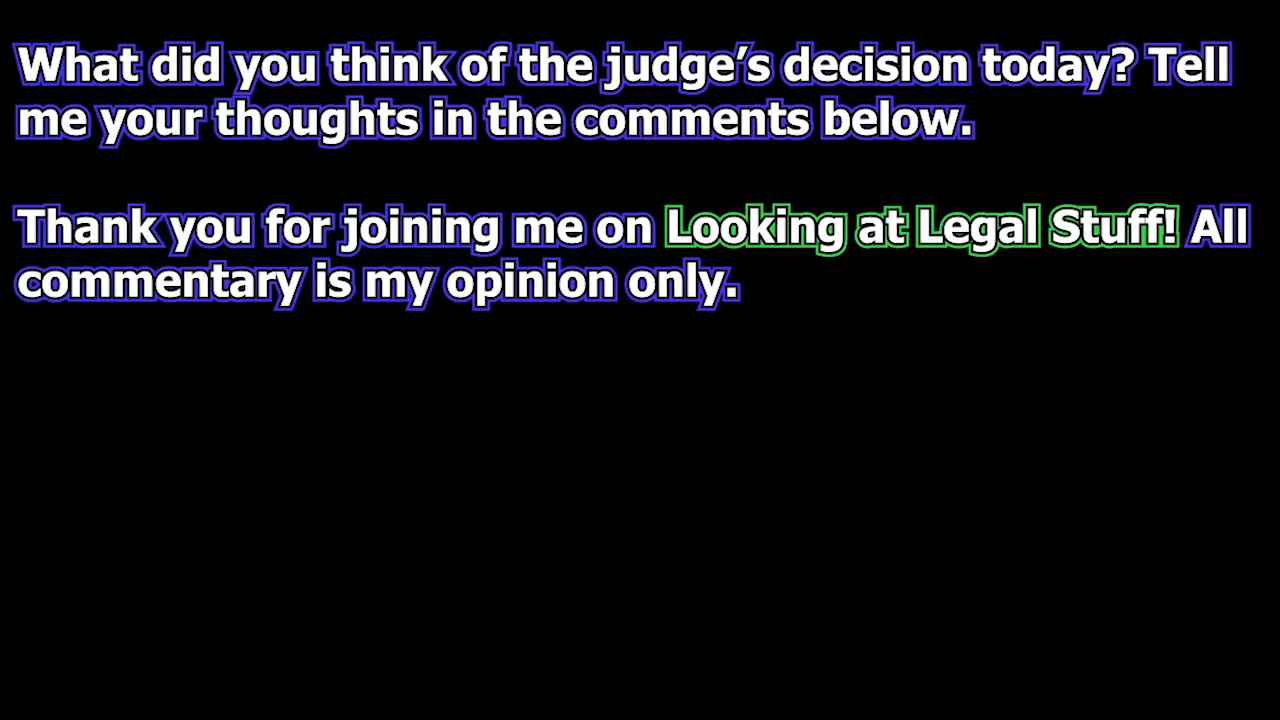 What did you think of the judge’s decision today? Tell
me your thoughts in the comments below.
Thank you for joining me on Looking at Legal Stuff! All
commentary is my opinion only.